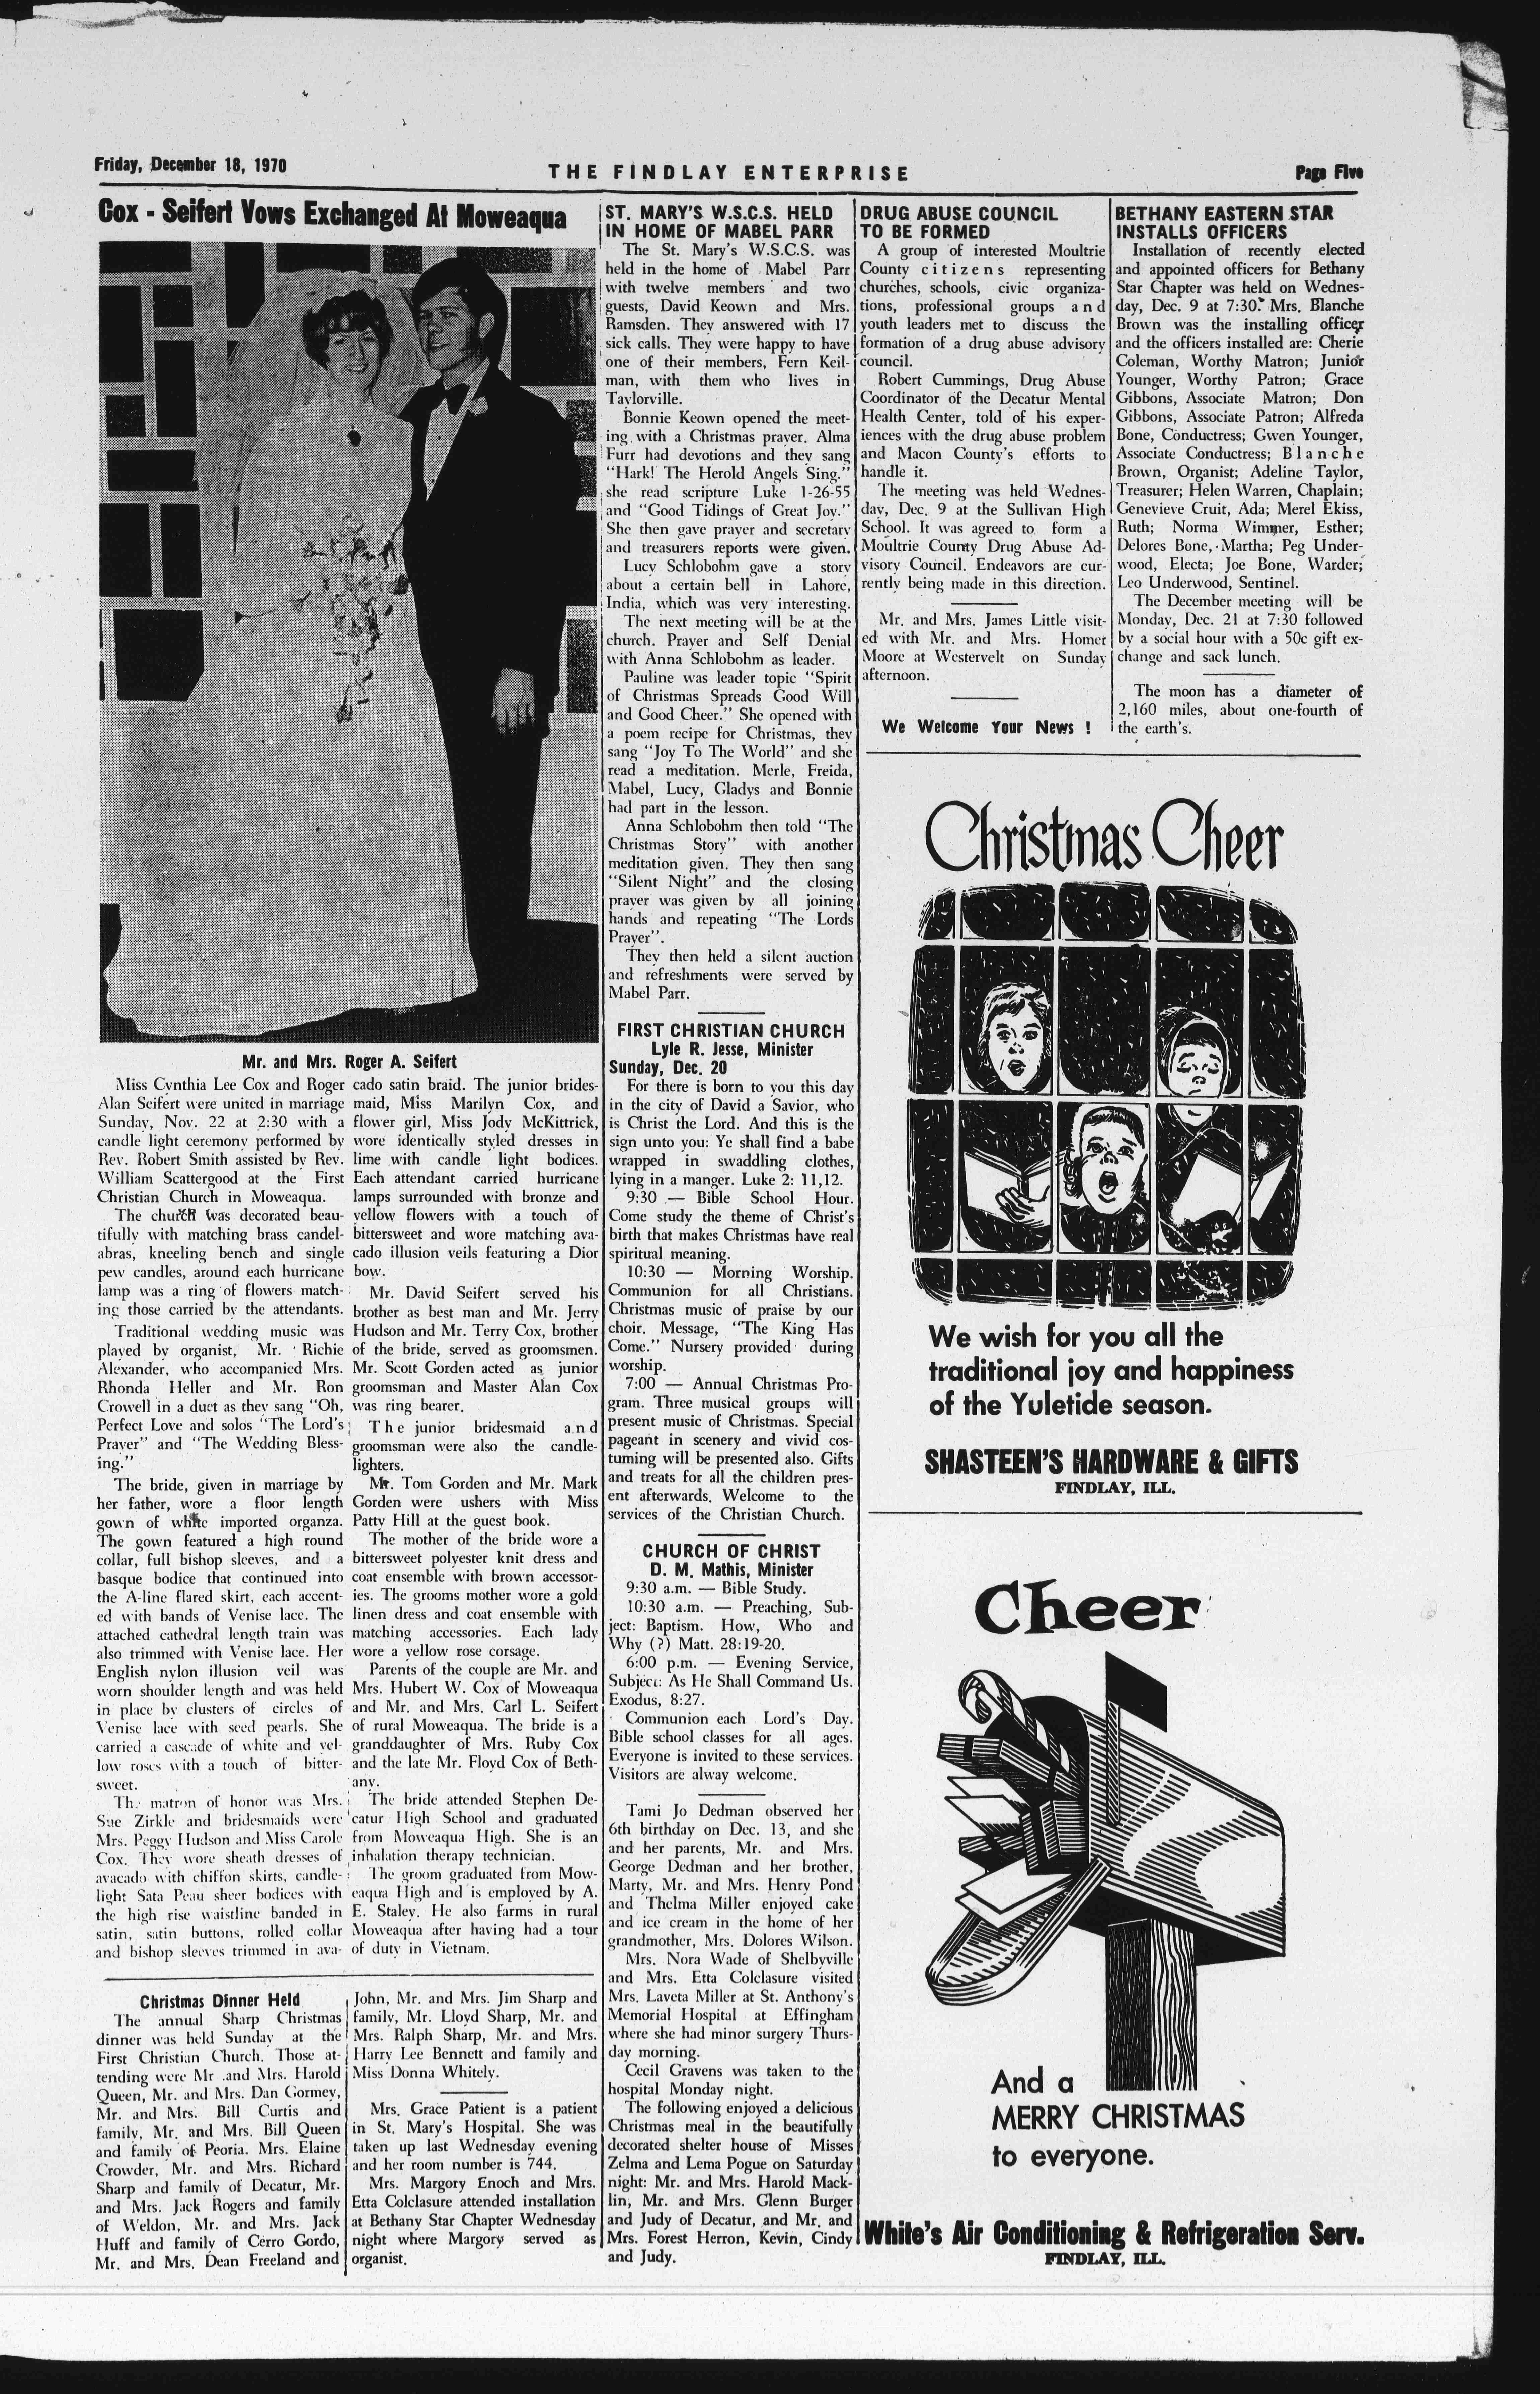 Friday, December 18, 1970
THE FINDLAY ENTERPRISE
Page Five
Cox - Seifert Vows Exchanged At Moweaqua
Mr. and Mrs. Roger A. Seifert
Miss Cynthia Lee Cox and Roger
Alan Seifert were united in marriage
Sunday, Nov. 22 at 2:30 with a
candle light ceremony performed by
Rev. Robert Smith assisted by Rev.
William Scattergood at the First
Christian Church in Moweaqua.
The church was decorated beau-
tifully with matching brass candel-
abras, kneeling bench and single
pew candles, around each hurricane
lamp was a ring of flowers match-
ing those carried by the attendants.
Traditional wedding music was
played by organist, Mr. Richie
Alexander, who accompanied Mrs.
Rhonda Heller and Mr. Ron
Crowell in a duet as they sang "Oh,
Perfect Love and solos "The Lord's
Prayer" and "The Wedding Bless-
ing."
The bride, given in marriage by
her father, wore a floor length
gown of white imported organza.
The gown featured a high round
collar, full bishop sleeves, and a
basque bodice that continued into
the A-line flared skirt, each accent-
ed with bands of Venise lace. The
attached cathedral length train was
also trimmed with Venise lace. Her
English nylon illusion veil was
worn shoulder length and was held
in place by clusters of circles of
Venise lace with seed pearls. She
carried a cascade of white and yel-
low roses with a touch of bitter-
sweet.
The matron of honor was Mrs.
Sue Zirkle and bridesmaids were
Mrs. Peggy Hudson and Miss Carole
Cox. They wore sheath dresses of
avacado with chiffon skirts, candle-
light Sata Peau sheer bodices with
the high rise waistline banded in
satin, satin buttons, rolled collar
and bishop sleeves trimmed in ava-
cado satin braid. The junior brides-
maid, Miss Marilyn Cox, and
flower girl, Miss Jody McKittrick,
wore identically styled dresses in
lime with candle light bodices.
Each attendant carried hurricane
lamps surrounded with bronze and
yellow flowers with a touch of
bittersweet and wore matching ava-
cado illusion veils featuring a Dior
bow.
Mr. David Seifert served his
brother as best man and Mr. Jerry
Hudson and Mr. Terry Cox, brother
of the bride, served as groomsmen.
Mr. Scott Gorden acted as junior
groomsman and Master Alan Cox
was ring bearer.
The junior bridesmaid and
groomsman were also the candle-
lighters.
Mr. Tom Gorden and Mr. Mark
Gorden were ushers with Miss
Patty Hill at the guest book.
The mother of the bride wore a
bittersweet polyester knit dress and
coat ensemble with brown accessor-
ies. The grooms mother wore a gold
linen dress and coat ensemble with
matching accessories. Each lady
wore a yellow rose corsage.
Parents of the couple are Mr. and
Mrs. Hubert W. Cox of Moweaqua
and Mr. and Mrs. Carl L. Seifert
of rural Moweaqua. The bride is a
granddaughter of Mrs. Ruby Cox
and the late Mr. Floyd Cox of Beth-
any.
The bride attended Stephen De-
catur High School and graduated
from Moweaqua High. She is an
inhalation therapy technician.
The groom graduated from Mow-
eaqua High and is employed by A.
E. Staley. He also farms in rural
Moweaqua after having had a tour
of duty in Vietnam.
Christmas Dinner Held
The annual Sharp Christmas
dinner was held Sunday at the
First Christian Church. Those at-
tending were Mr .and Mrs. Harold
Queen, Mr. and Mrs. Dan Gormey,
Mr. and Mrs. Bill Curtis and
family, Mr. and Mrs. Bill Queen
and family of Peoria. Mrs. Elaine
Crowder, Mr. and Mrs. Richard
Sharp and family of Decatur, Mr.
and Mrs. Jack Rogers and family
of Weldon, Mr. and Mrs. Jack
Huff and family of Cerro Gordo,
Mr. and Mrs. Dean Freeland and
John, Mr. and Mrs. Jim Sharp and
family, Mr. Lloyd Sharp, Mr. and
Mrs. Ralph Sharp, Mr. and Mrs.
Harry Lee Bennett and family and
Miss Donna Whitely.
Mrs. Grace Patient is a patient
in St. Mary's Hospital. She was
taken up last Wednesday evening
and her room number is 744.
Mrs. Margory Enoch and Mrs.
Etta Colclasure attended installation
at Bethany Star Chapter Wednesday
night where Margory served as
organist.
ST. MARY'S W.S.C.S. HELD
IN HOME OF MABEL PARR
The St. Mary's W.S.C.S. was
held in the home of Mabel Parr
with twelve members and two
guests, David Keown and Mrs.
Ramsden. They answered with 17
sick calls. They were happy to have
one of their members, Fern Keil-
man, with them who lives in
Taylorville.
Bonnie Keown opened the meet-
ing with a Christmas prayer. Alma
Furr had devotions and they sang
"Hark! The Herold Angels Sing."
she read scripture Luke 1-26-55
and "Good Tidings of Great Joy."
She then gave prayer and secretary
and treasurers reports were given.
Lucy Schlobohm gave a story
about a certain bell in Lahore,
India, which was very interesting.
The next meeting will be at the
church. Prayer and Self Denial
with Anna Schlobohm as leader.
Pauline was leader topic "Spirit
of Christmas Spreads Good Will
and Good Cheer." She opened with
a poem recipe for Christmas, they
sang "Joy To The World" and she
read a meditation. Merle, Freida,
Mabel, Lucy, Gladys and Bonnie
had part in the lesson.
Anna Schlobohm then told "The
Christmas Story" with another
meditation given. They then sang
"Silent Night" and the closing
prayer was given by all joining
hands and repeating "The Lords
Prayer".
They then held a silent auction
and refreshments were served by
Mabel Parr.
FIRST CHRISTIAN CHURCH
Lyle R. Jesse, Minister
Sunday, Dec. 20
For there is born to you this day
in the city of David a Savior, who
is Christ the Lord. And this is the
sign unto you: Ye shall find a babe
wrapped in swaddling clothes,
lying in a manger. Luke 2: 11,12.
9:30 — Bible School Hour.
Come study the theme of Christ's
birth that makes Christmas have real
spiritual meaning.
10:30 — Morning Worship.
Communion for all Christians.
Christmas music of praise by our
choir. Message, "The King Has
Come." Nursery provided during
worship.
7:00 — Annual Christmas Pro-
gram. Three musical groups will
present music of Christmas. Special
pageant in scenery and vivid cos-
tuming will be presented also. Gifts
and treats for all the children pres-
ent afterwards. Welcome to the
services of the Christian Church.
CHURCH OF CHRIST
D. M. Mathis, Minister
9:30 a.m. — Bible Study.
10:30 a.m. — Preaching, Sub-
ject: Baptism. How, Who and
Why (?) Matt. 28:19-20.
6:00 p.m. — Evening Service,
Subject: As He Shall Command Us.
Exodus, 8:27.
Communion each Lord's Day.
Bible school classes for all ages.
Everyone is invited to these services.
Visitors are alway welcome.
Tami Jo Dedman observed her
6th birthday on Dec. 13, and she
and her parents, Mr. and Mrs.
George Dedman and her brother,
Marty, Mr. and Mrs. Henry Pond
and Thelma Miller enjoyed cake
and ice cream in the home of her
grandmother, Mrs. Dolores Wilson.
Mrs. Nora Wade of Shelbyville
and Mrs. Etta Colclasure visited
Mrs. Laveta Miller at St. Anthony's
Memorial Hospital at Effingham
where she had minor surgery Thurs-
day morning.
Cecil Gravens was taken to the
hospital Monday night.
The following enjoyed a delicious
Christmas meal in the beautifully
decorated shelter house of Misses
Zelma and Lema Pogue on Saturday
night: Mr. and Mrs. Harold Mack-
lin, Mr. and Mrs. Glenn Burger
and Judy of Decatur, and Mr. and
Mrs. Forest Herron, Kevin, Cindy
and Judy.
DRUG ABUSE COUNCIL
TO BE FORMED
A group of interested Moultrie
County citizens representing
churches, schools, civic organiza-
tions, professional groups and
youth leaders met to discuss the
formation of a drug abuse advisory
council.
Robert Cummings, Drug Abuse
Coordinator of the Decatur Mental
Health Center, told of his exper-
iences with the drug abuse problem
and Macon County's efforts to
handle it.
The meeting was held Wednes-
day, Dec. 9 at the Sullivan High
School. It was agreed to form a
Moultrie County Drug Abuse Ad-
visory Council. Endeavors are cur-
rently being made in this direction.
Mr. and Mrs. James Little visit-
ed with Mr. and Mrs. Homer
Moore at Westervelt on Sunday
afternoon.
We Welcome Your News !
BETHANY EASTERN STAR
INSTALLS OFFICERS
Installation of recently elected
and appointed officers for Bethany
Star Chapter was held on Wednes-
day, Dec. 9 at 7:30. Mrs. Blanche
Brown was the installing officer
and the officers installed are: Cherie
Coleman, Worthy Matron; Junior
Younger, Worthy Patron; Grace
Gibbons, Associate Matron; Don
Gibbons, Associate Patron; Alfreda
Bone, Conductress; Gwen Younger,
Associate Conductress; Blanche
Brown, Organist; Adeline Taylor,
Treasurer; Helen Warren, Chaplain;
Genevieve Cruit, Ada; Merel Ekiss,
Ruth; Norma Wimmer, Esther;
Delores Bone, Martha; Peg Under-
wood, Electa; Joe Bone, Warder;
Leo Underwood, Sentinel.
The December meeting will be
Monday, Dec. 21 at 7:30 followed
by a social hour with a 50c gift ex-
change and sack lunch.
The moon has a diameter of
2,160 miles, about one-fourth of
the earth's.
Christmas Cheer
We wish for you all the
traditional joy and happiness
of the Yuletide season.
SHASTEEN'S HARDWARE & GIFTS
FINDLAY, ILL.
Cheer
And a
MERRY CHRISTMAS
to everyone.
White's Air Conditioning & Refrigeration Serv.
FINDLAY, ILL.